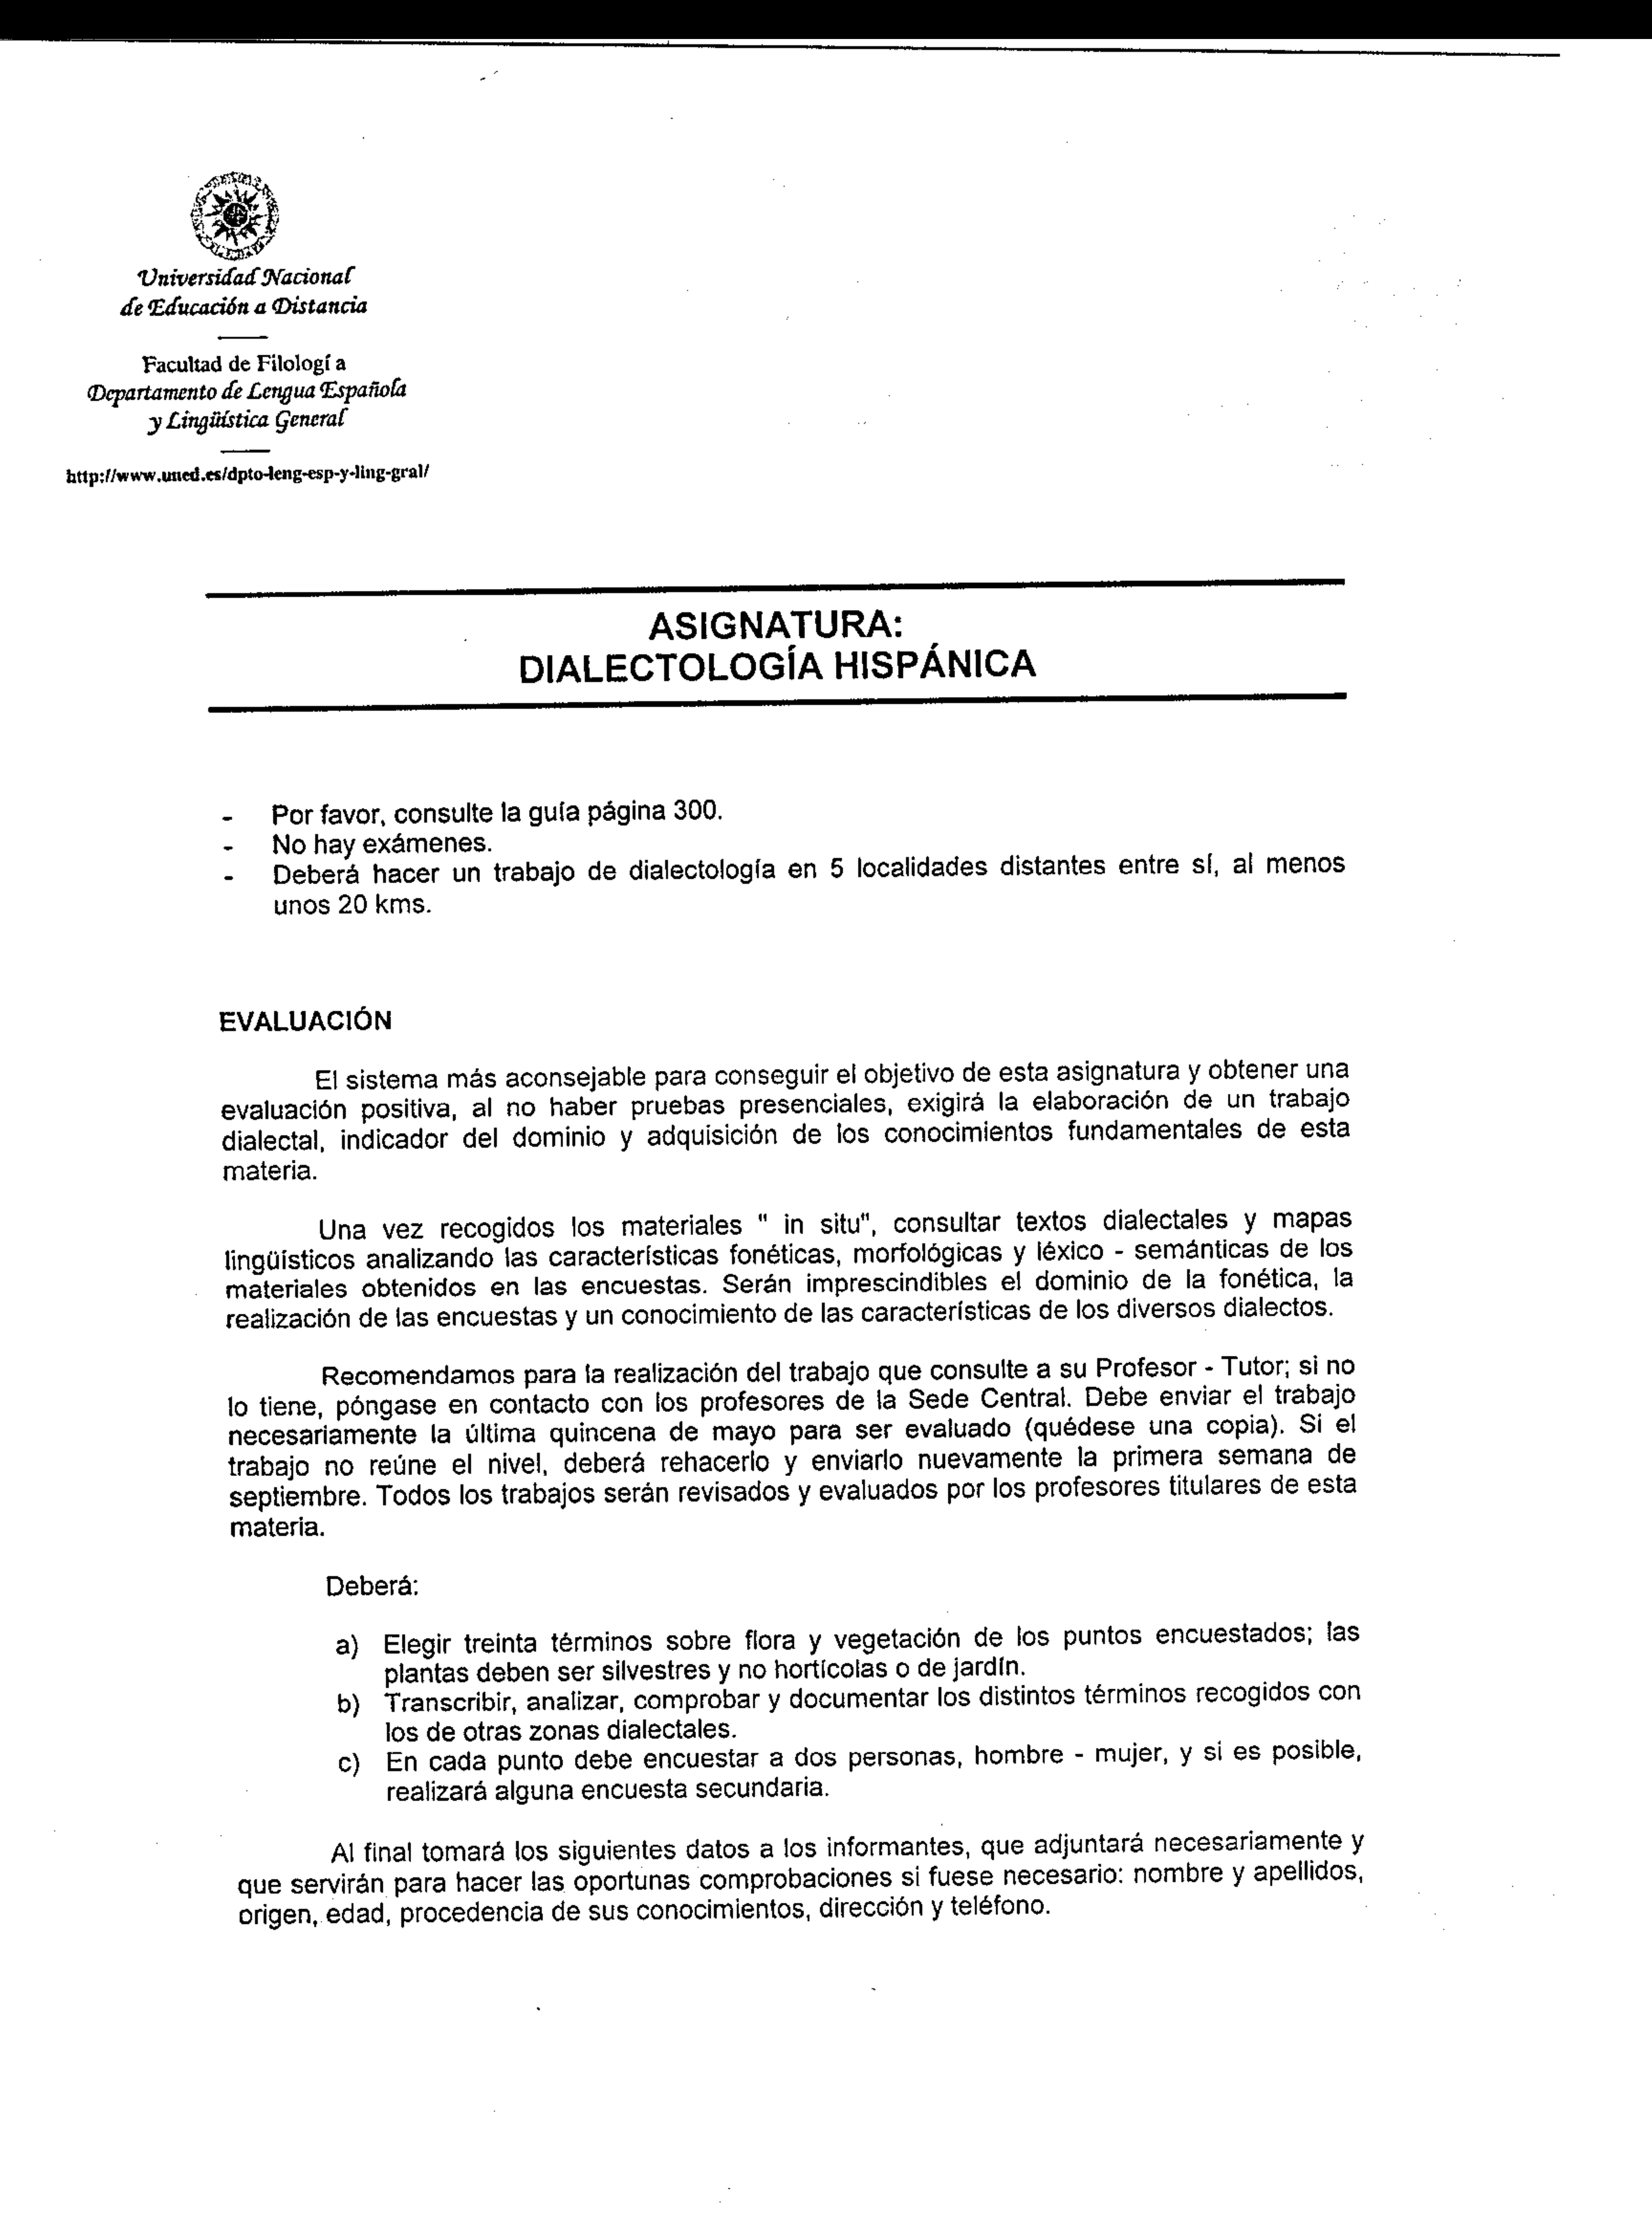 Universidad Nacional
de Educación a Distancia
Facultad de Filologí a
Departamento de Lengua Española
y Lingüística General
http://www.uned.es/dpto-leng-esp-y-ling-gral/
ASIGNATURA:
DIALECTOLOGÍA HISPÁNICA
- Por favor, consulte la guía página 300.
- No hay exámenes.
- Deberá hacer un trabajo de dialectología en 5 localidades distantes entre sí, al menos
unos 20 kms.
EVALUACIÓN
El sistema más aconsejable para conseguir el objetivo de esta asignatura y obtener una
evaluación positiva, al no haber pruebas presenciales, exigirá la elaboración de un trabajo
dialectal, indicador del dominio y adquisición de los conocimientos fundamentales de esta
materia.
Una vez recogidos los materiales " in situ", consultar textos dialectales y mapas
lingüísticos analizando las características fonéticas, morfológicas y léxico - semánticas de los
materiales obtenidos en las encuestas. Serán imprescindibles el dominio de la fonética, la
realización de las encuestas y un conocimiento de las características de los diversos dialectos.
Recomendamos para la realización del trabajo que consulte a su Profesor - Tutor; si no
lo tiene, póngase en contacto con los profesores de la Sede Central. Debe enviar el trabajo
necesariamente la última quincena de mayo para ser evaluado (quédese una copia). Si el
trabajo no reúne el nivel, deberá rehacerlo y enviarlo nuevamente la primera semana de
septiembre. Todos los trabajos serán revisados y evaluados por los profesores titulares de esta
materia.
Deberá:
a) Elegir treinta términos sobre flora y vegetación de los puntos encuestados; las
plantas deben ser silvestres y no hortícolas o de jardín.
b) Transcribir, analizar, comprobar y documentar los distintos términos recogidos con
los de otras zonas dialectales.
c) En cada punto debe encuestar a dos personas, hombre - mujer, y si es posible,
realizará alguna encuesta secundaria.
Al final tomará los siguientes datos a los informantes, que adjuntará necesariamente y
que servirán para hacer las oportunas comprobaciones si fuese necesario: nombre y apellidos,
origen, edad, procedencia de sus conocimientos, dirección y teléfono.